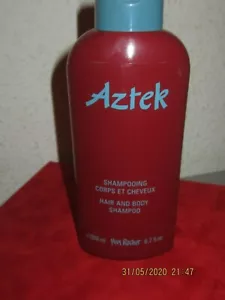 Aztek
SHAMPOOING
CORPS ET CHEVEUX
HAIR AND BODY
SHAMPOO
Yves Rocher
31/05/2020 21:47